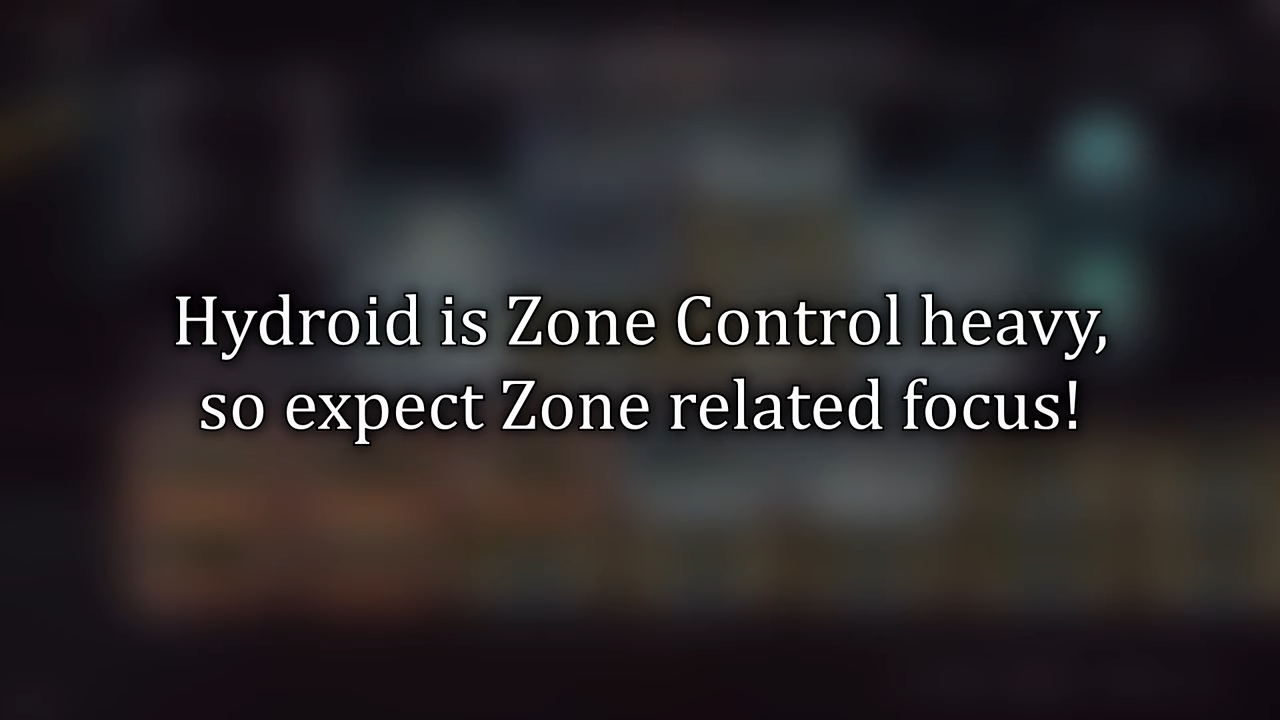 Hydroid is Zone Control heavy,
so expect Zone related focus!